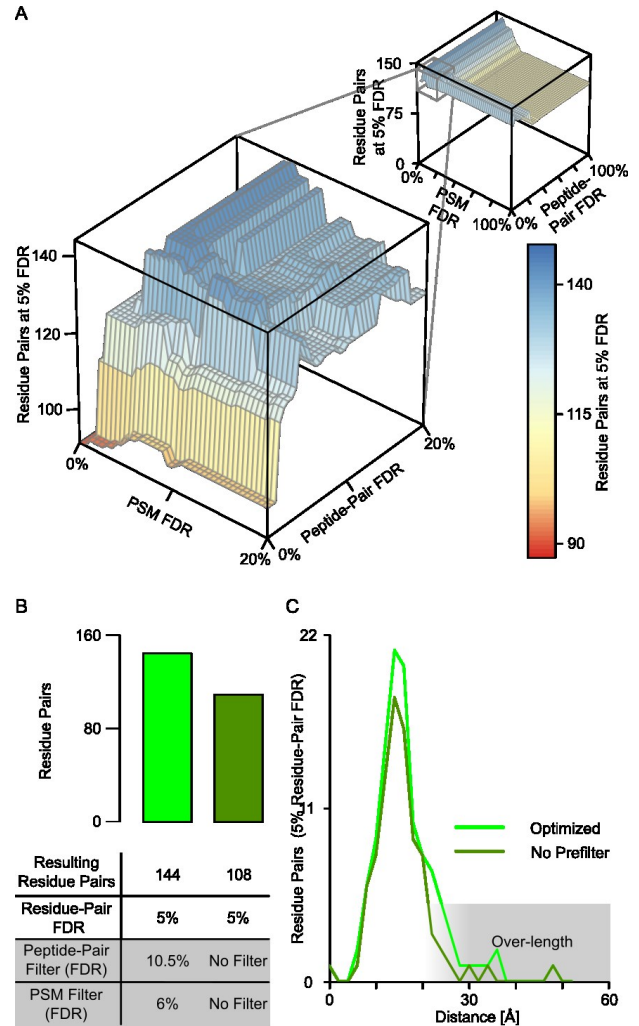 A
150
75
0
Residue Pairs
at 5% FDR
0%
PSM
FDR
100%
0%
Peptide-
Pair FDR
100%
140
120
100
Residue Pairs at 5% FDR
0%
PSM FDR
20%
0%
Peptide-Pair FDR
20%
140
115
90
Residue Pairs at 5% FDR
B
160
80
0
Residue Pairs
Resulting
Residue Pairs
144
108
Residue-Pair
FDR
5%
5%
Peptide-Pair
Filter (FDR)
10.5%
No Filter
PSM Filter
(FDR)
6%
No Filter
C
22
11
0
Residue Pairs (5% Residue-Pair FDR)
Optimized
No Prefilter
Over-length
0
30
60
Distance [Å]